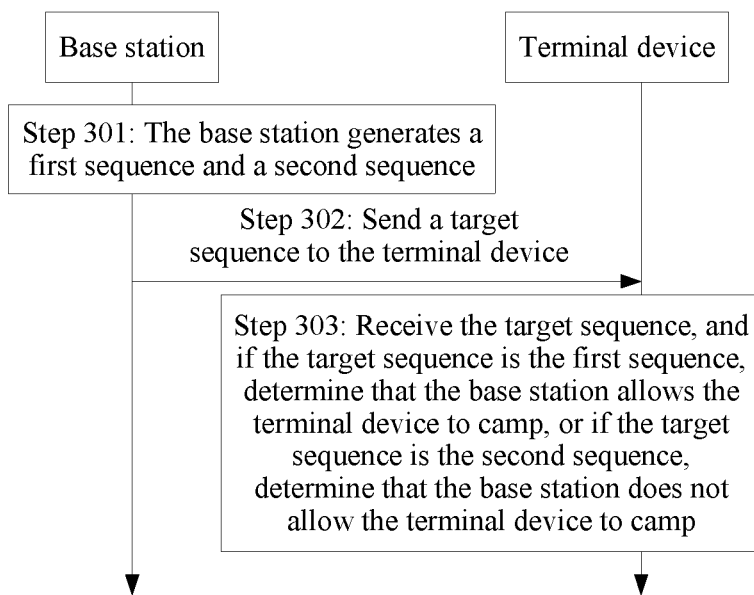 Base station
Terminal device
Step 301: The base station generates a
first sequence and a second sequence
Step 302: Send a target
sequence to the terminal device
Step 303: Receive the target sequence, and
if the target sequence is the first sequence,
determine that the base station allows the
terminal device to camp, or if the target
sequence is the second sequence,
determine that the base station does not
allow the terminal device to camp